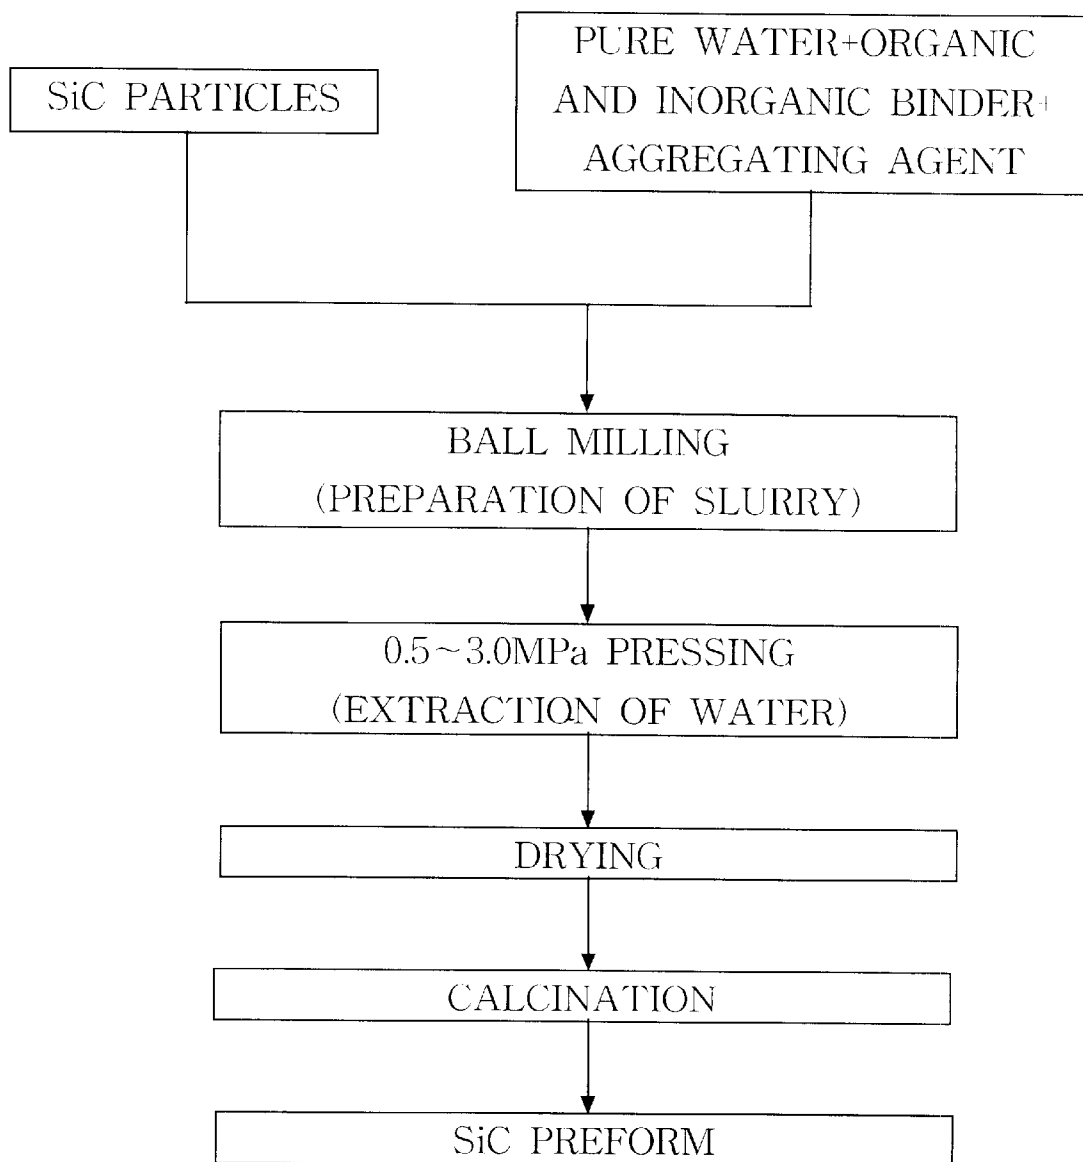 SiC PARTICLES
PURE WATER+ORGANIC
AND INORGANIC BINDER+
AGGREGATING AGENT
BALL MILLING
(PREPARATION OF SLURRY)
0.5~3.0MPa PRESSING
(EXTRACTION OF WATER)
DRYING
CALCINATION
SiC PREFORM